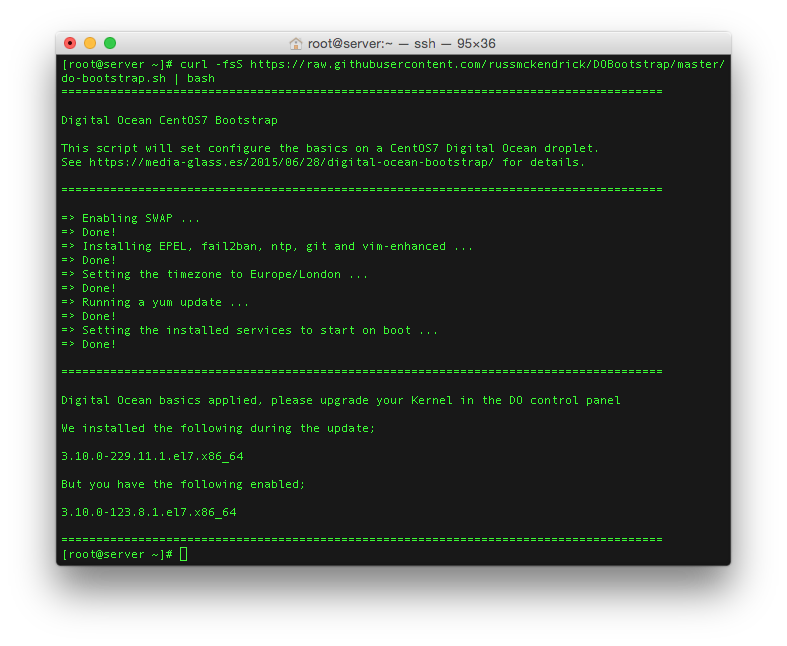 root@server:~ — ssh — 95×36
[root@server ~]# curl -fsS https://raw.githubusercontent.com/russmckendrick/DOBootstrap/master/
do-bootstrap.sh | bash
======================================================================================
Digital Ocean CentOS7 Bootstrap
This script will set configure the basics on a CentOS7 Digital Ocean droplet.
See https://media-glass.es/2015/06/28/digital-ocean-bootstrap/ for details.
======================================================================================
=> Enabling SWAP ...
=> Done!
=> Installing EPEL, fail2ban, ntp, git and vim-enhanced ...
=> Done!
=> Setting the timezone to Europe/London ...
=> Done!
=> Running a yum update ...
=> Done!
=> Setting the installed services to start on boot ...
=> Done!
======================================================================================
Digital Ocean basics applied, please upgrade your Kernel in the DO control panel
We installed the following during the update;
3.10.0-229.11.1.el7.x86_64
But you have the following enabled;
3.10.0-123.8.1.el7.x86_64
======================================================================================
[root@server ~]#